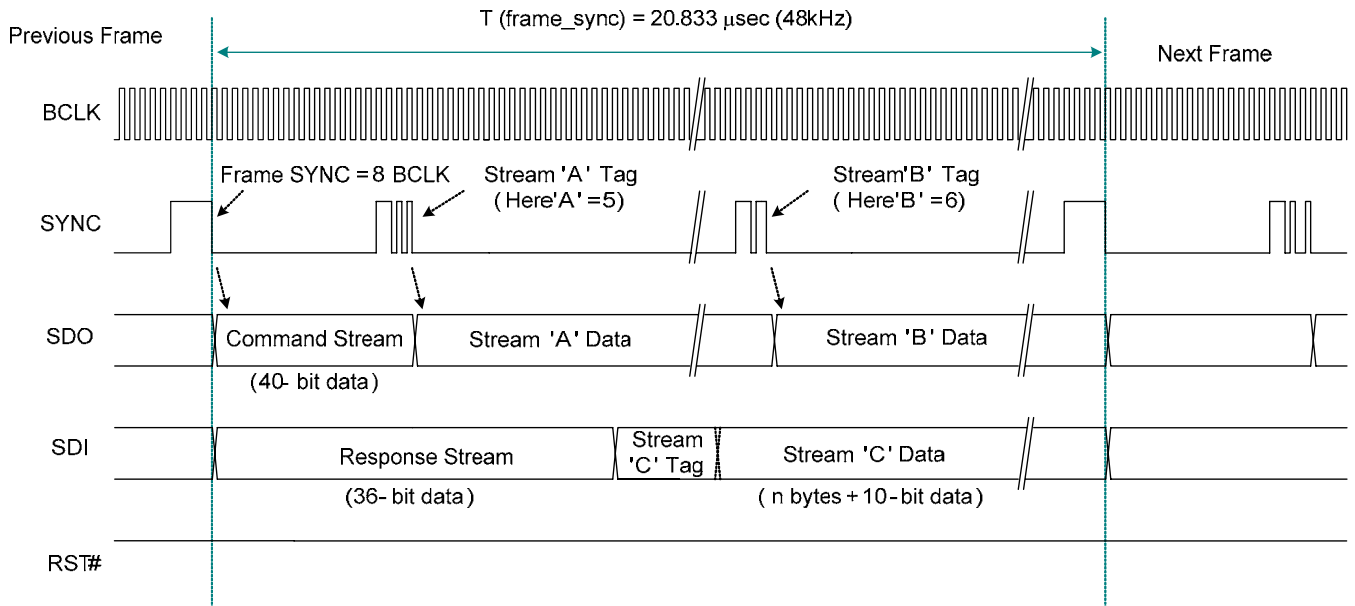 T (frame_sync) = 20.833 μsec (48kHz)
Previous Frame
Next Frame
BCLK
Frame SYNC = 8 BCLK
Stream 'A' Tag
(Here 'A' = 5)
Stream 'B' Tag
(Here 'B' = 6)
SYNC
SDO
Command Stream
Stream 'A' Data
Stream 'B' Data
(40- bit data)
SDI
Response Stream
Stream
'C' Tag
Stream 'C' Data
(36- bit data)
(n bytes + 10- bit data)
RST#